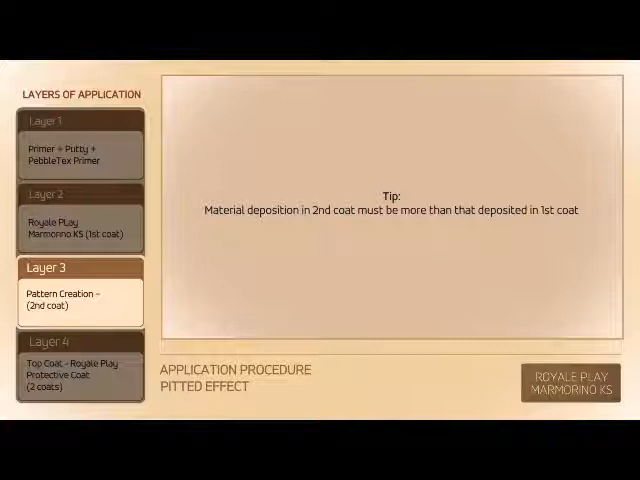 LAYERS OF APPLICATION
Layer 1
Primer + Putty +
PebbleTex Primer
Layer 2
Royale PLay
Marmorino KS (1st coat)
Layer 3
Pattern Creation -
(2nd coat)
Layer 4
Top Coat - Royale Play
Protective Coat
(2 coats)
Tip:
Material deposition in 2nd coat must be more than that deposited in 1st coat
APPLICATION PROCEDURE
PITTED EFFECT
ROYALE PLAY
MARMORINO KS